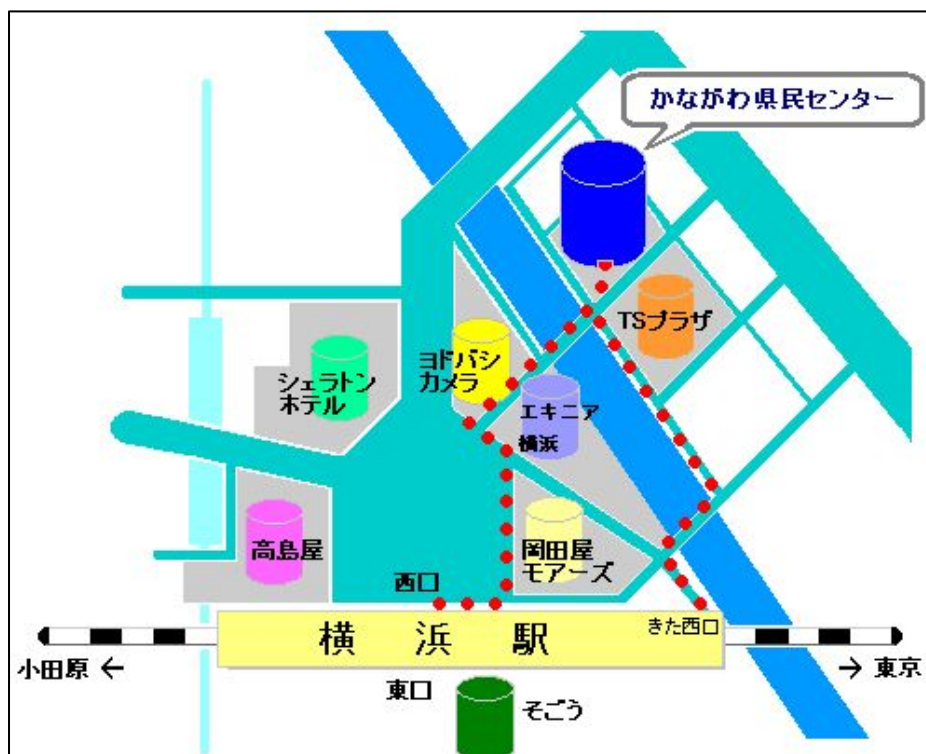 かながわ県民センター
TSプラザ
ヨドバシ
カメラ
シェラトン
ホテル
エキニア
横浜
高島屋
岡田屋
モアーズ
西口
きた西口
横浜駅
小田原 ←
→ 東京
東口
そごう